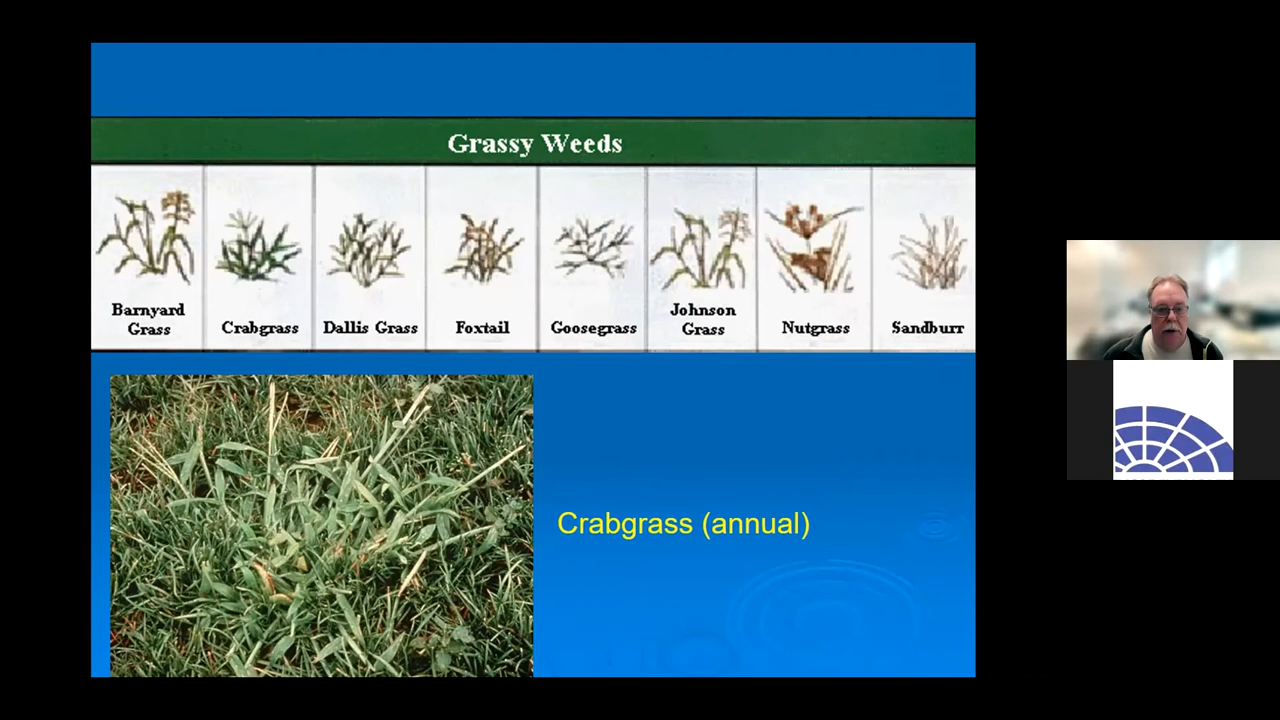 Grassy Weeds
Barnyard
Grass
Crabgrass
Dallis Grass
Foxtail
Goosegrass
Johnson
Grass
Nutgrass
Sandburr
Crabgrass (annual)